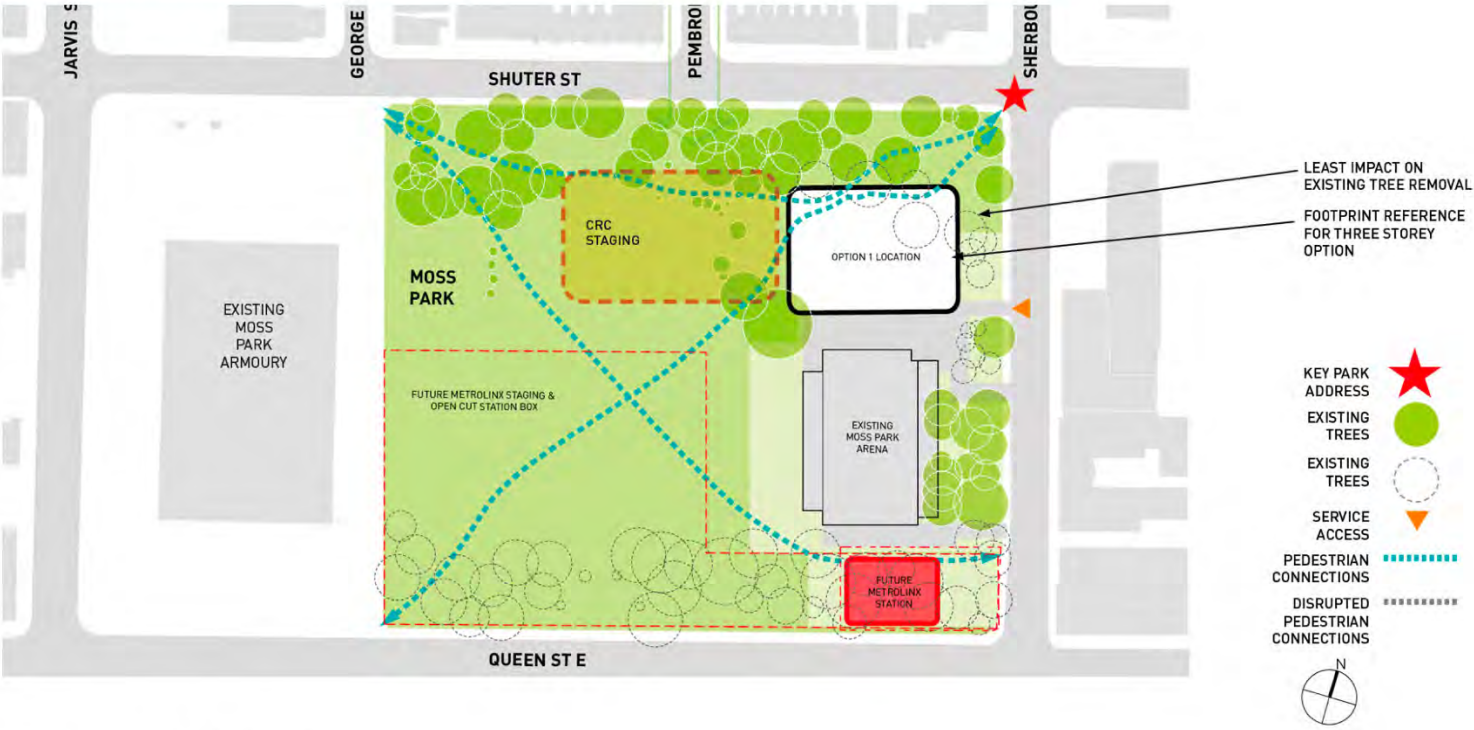 JARVIS S
GEORGE
PEMBRO
SHERBOU
SHUTER ST
LEAST IMPACT ON
EXISTING TREE REMOVAL
FOOTPRINT REFERENCE
FOR THREE STOREY
OPTION
CRC
STAGING
OPTION 1 LOCATION
MOSS
PARK
EXISTING
MOSS
PARK
ARMOURY
FUTURE METROLINX STAGING &
OPEN CUT STATION BOX
EXISTING
MOSS PARK
ARENA
FUTURE
METROLINX
STATION
QUEEN ST E
KEY PARK
ADDRESS
EXISTING
TREES
EXISTING
TREES
SERVICE
ACCESS
PEDESTRIAN
CONNECTIONS
DISRUPTED
PEDESTRIAN
CONNECTIONS
N